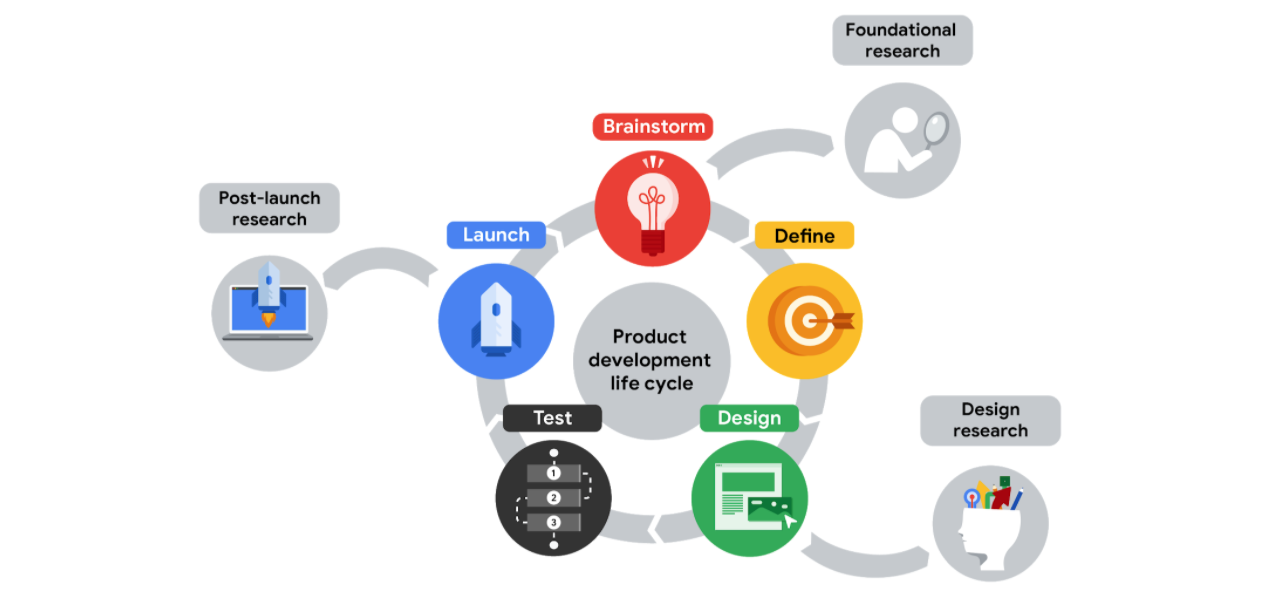 Foundational
research
Brainstorm
Post-launch
research
Launch
Define
Product
development
life cycle
Test
Design
Design
research
1
2
3